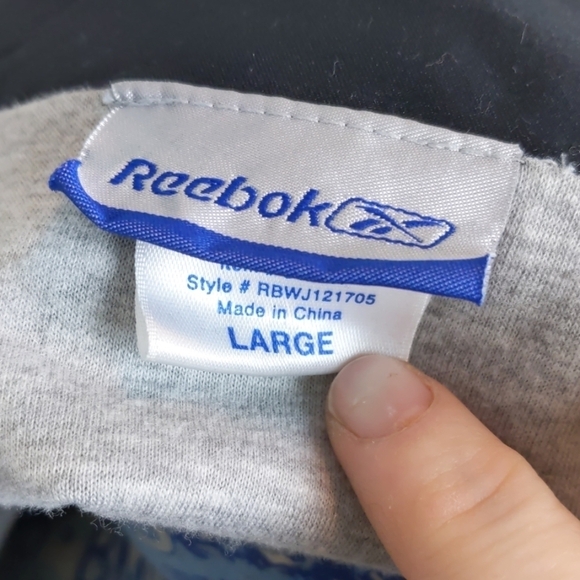 Reebok
Style # RBWJ121705
Made in China
LARGE